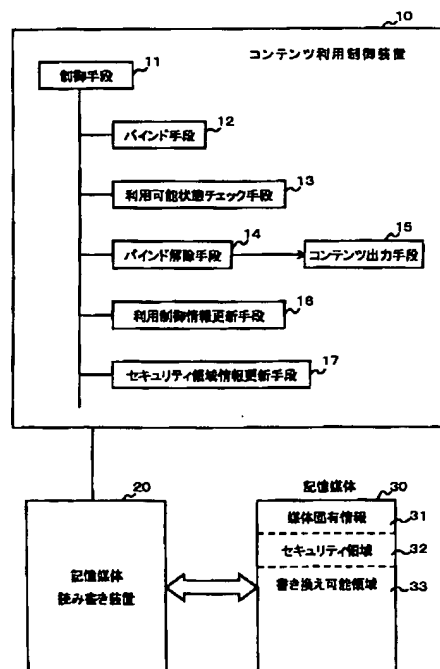 10
コンテンツ利用制御装置
制御手段
11
バインド手段
12
利用可能状態チェック手段
13
バインド解除手段
14
コンテンツ出力手段
15
利用制御情報更新手段
16
セキュリティ領域情報更新手段
17
20
記憶媒体
読み書き装置
記憶媒体
30
媒体固有情報
31
セキュリティ領域
32
書き換え可能領域
33